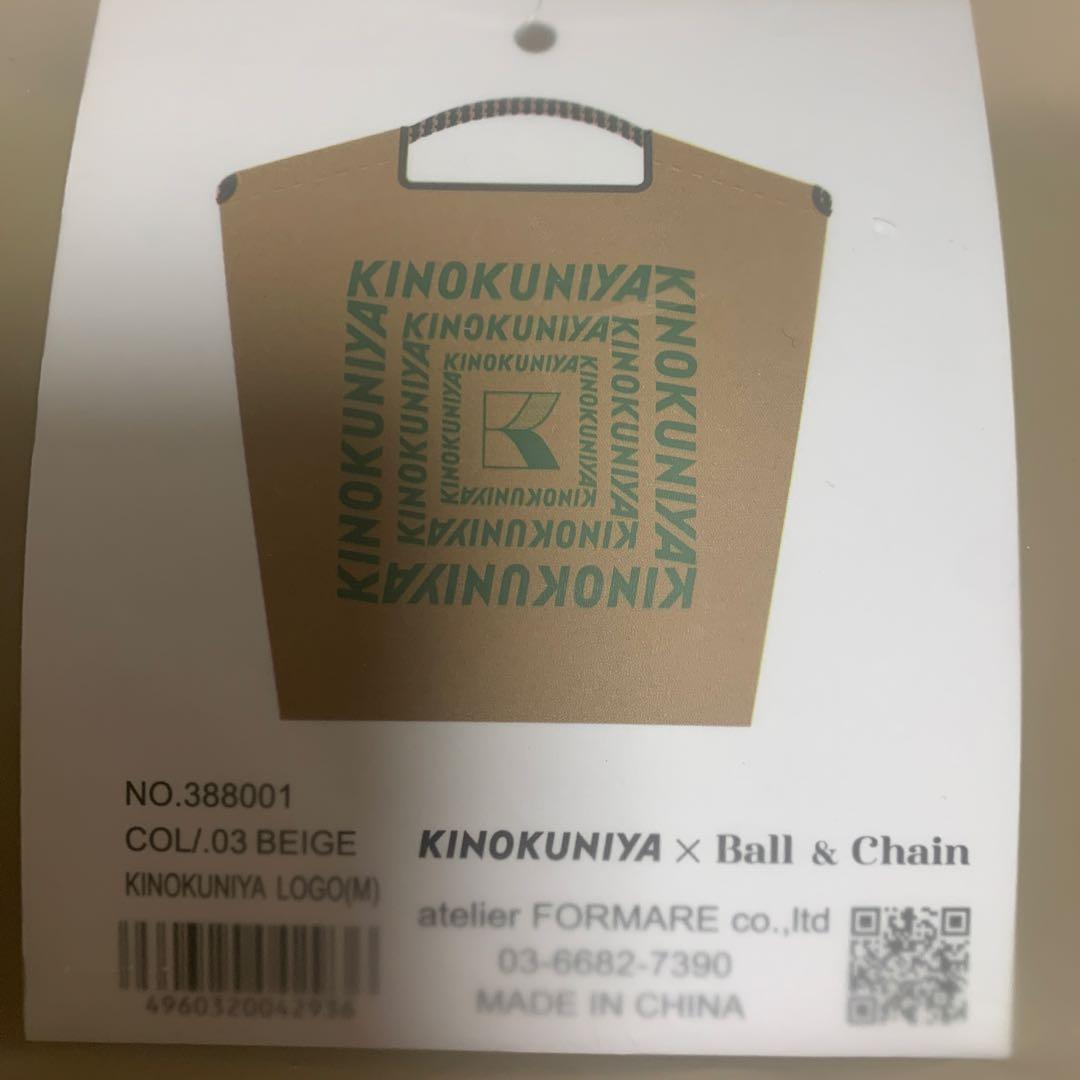 KINOKUNIYA
KINOKUNIYA
KINOKUNIYA
KINOKUNIYA
KINOKUNIYA
KINOKUNIYA
KINOKUNIYA
KINOKUNIYA
KINOKUNIYA
KINOKUNIYA
KINOKUNIYA
KINOKUNIYA
NO.388001
COL/.03 BEIGE
KINOKUNIYA LOGO(M)
4960320042936
KINOKUNIYA × Ball & Chain
atelier FORMARE co.,ltd
03-6682-7390
MADE IN CHINA